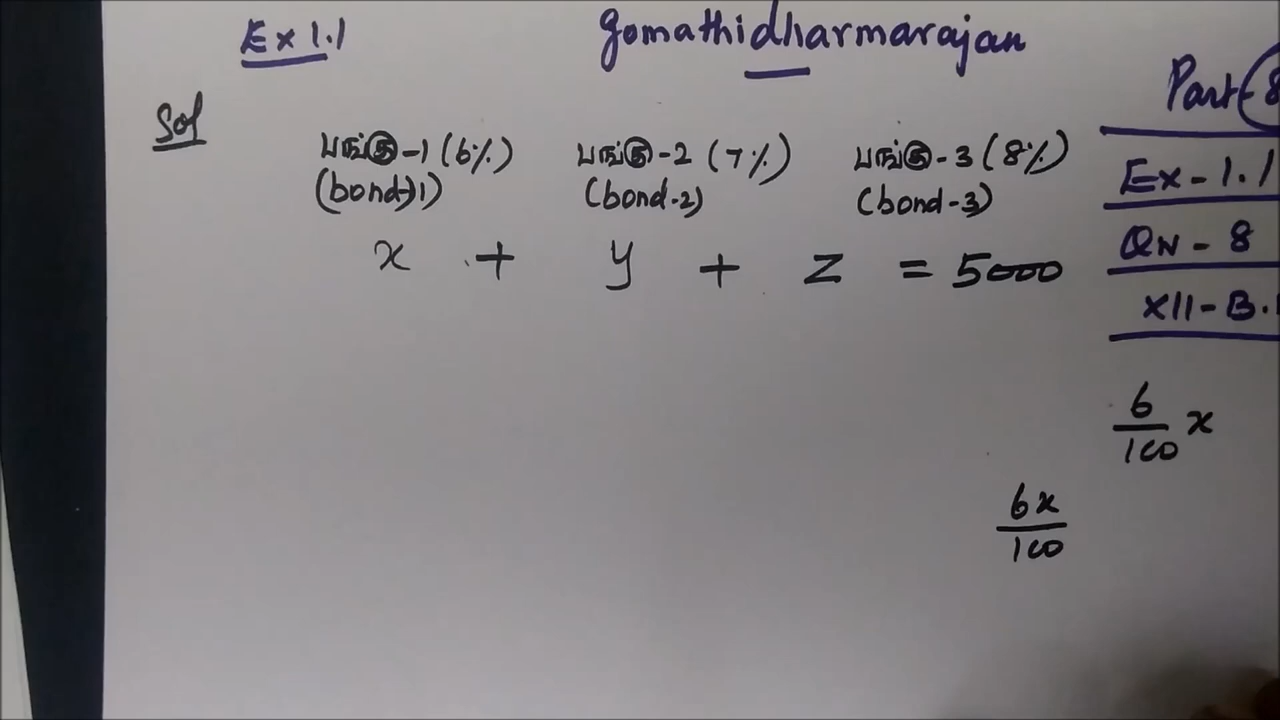 Ex 1.1
gomathidharmarajan
Part-8
Sol
பங்கு-1 (6%) பங்கு-2 (7%) பங்கு-3 (8%)
(bond-1) (bond-2) (bond-3)
Ex-1.1
QN-8
x + y + z = 5000
XII-B.
6/100 x
6x/100